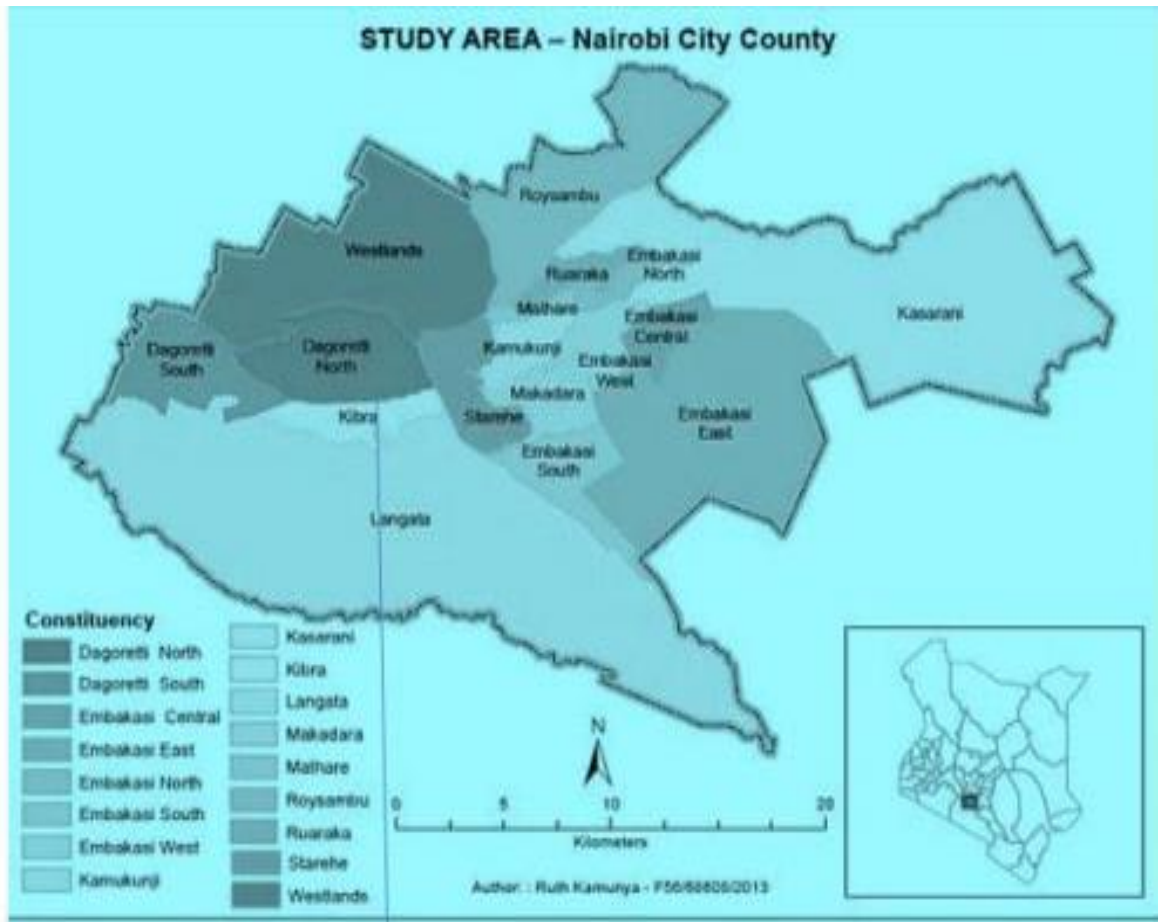 STUDY AREA – Nairobi City County
Roysambu
Westlands
Ruaraka
Embakasi
North
Mathare
Kasarani
Embakasi
Central
Dagoretti
South
Dagoretti
North
Kamukunji
Embakasi
West
Makadara
Kibra
Starehe
Embakasi
East
Embakasi
South
Langata
Constituency
Dagoretti North
Dagoretti South
Embakasi Central
Embakasi East
Embakasi North
Embakasi South
Embakasi West
Kamukunji
Kasarani
Kibra
Langata
Makadara
Mathare
Roysambu
Ruaraka
Starehe
Westlands
N
0 5 10 20
Kilometers
Author: : Ruth Kamunya -